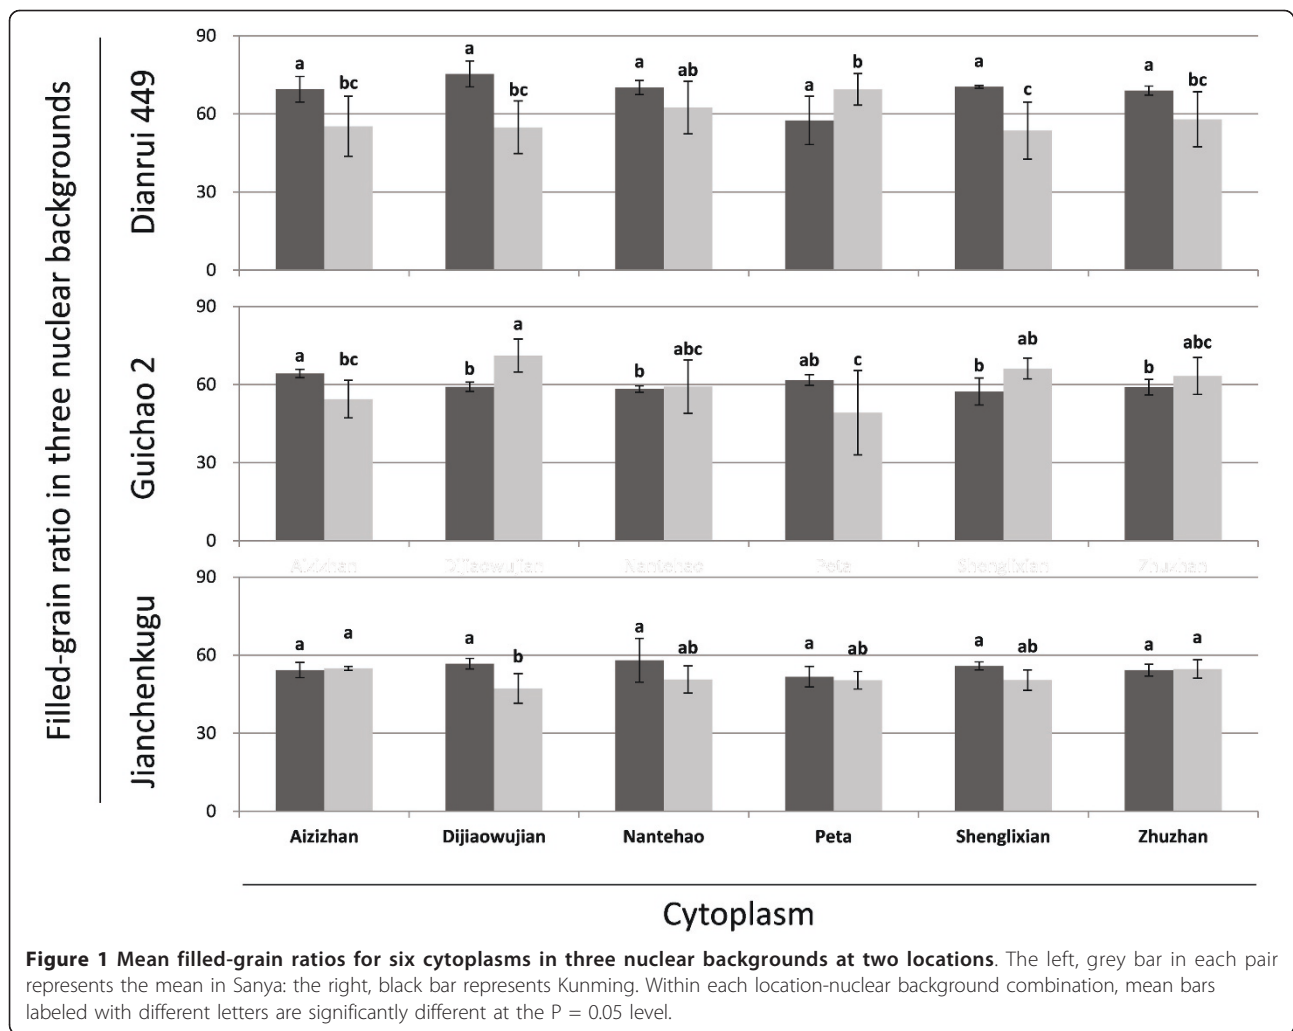 Filled-grain ratio in three nuclear backgrounds
Dianrui 449
90
60
30
0
a bc a bc a ab a b a c a bc
Guichao 2
90
60
30
0
a bc b a b abc ab c b ab b abc
Aizizhan Dijiaowujian Nantehao Peta Shenglixian Zhuzhan
Jianchenkugu
90
60
30
0
a a a b a ab a ab a ab a a
Aizizhan Dijiaowujian Nantehao Peta Shenglixian Zhuzhan
Cytoplasm
Figure 1 Mean filled-grain ratios for six cytoplasms in three nuclear backgrounds at two locations. The left, grey bar in each pair
represents the mean in Sanya: the right, black bar represents Kunming. Within each location-nuclear background combination, mean bars
labeled with different letters are significantly different at the P = 0.05 level.